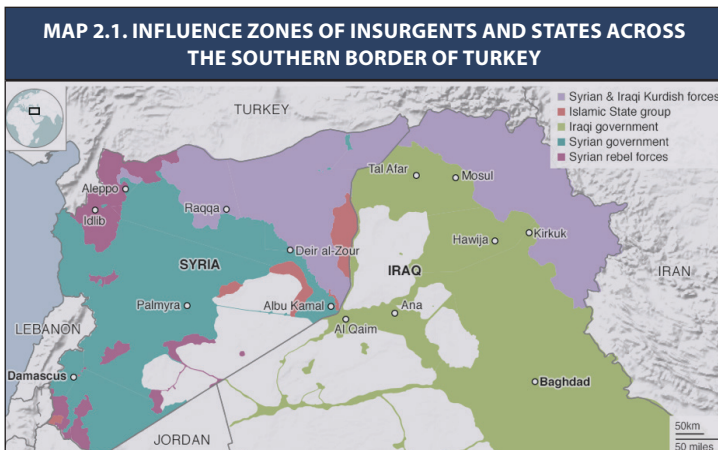 MAP 2.1. INFLUENCE ZONES OF INSURGENTS AND STATES ACROSS
THE SOUTHERN BORDER OF TURKEY
TURKEY
Syrian & Iraqi Kurdish forces
Islamic State group
Iraqi government
Syrian government
Syrian rebel forces
Tal Afar
Mosul
Aleppo
Raqqa
Idlib
Hawija
Kirkuk
Deir al-Zour
SYRIA
IRAQ
IRAN
Palmyra
Albu Kamal
Ana
Al Qaim
LEBANON
Damascus
Baghdad
JORDAN
50km
50 miles